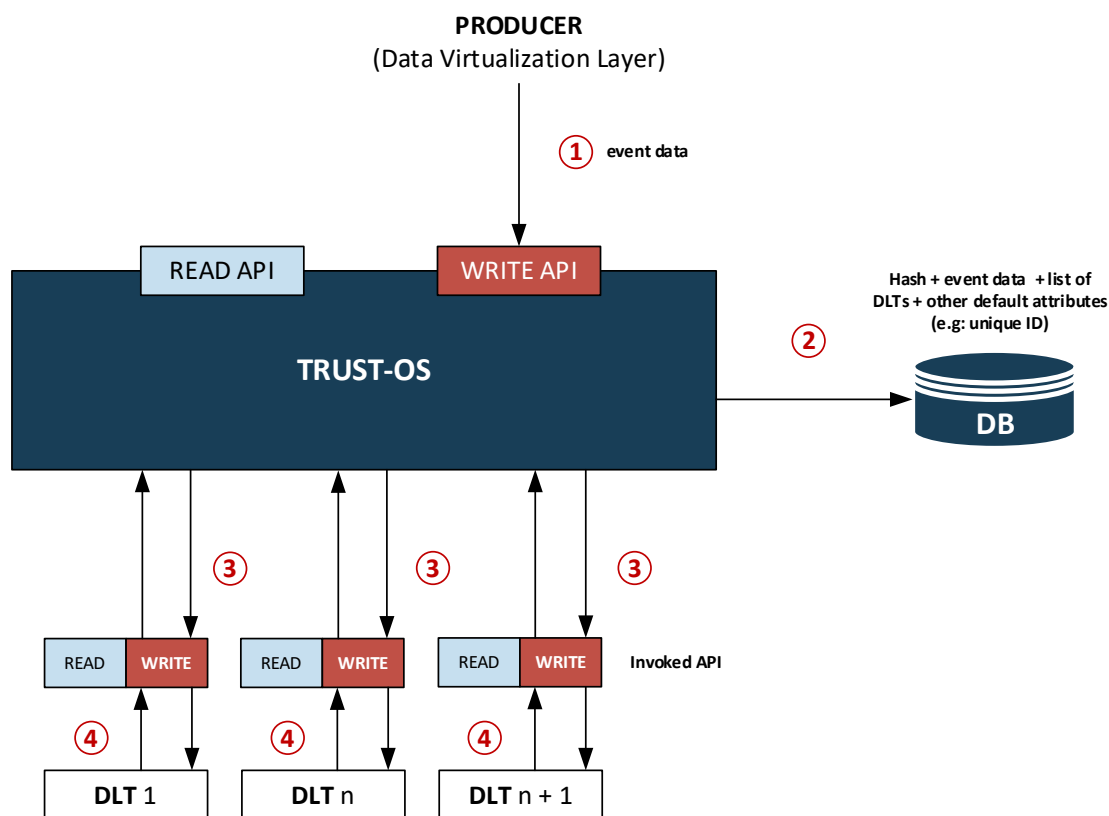 PRODUCER
(Data Virtualization Layer)
1 event data
READ API
WRITE API
Hash + event data + list of
DLTs + other default attributes
(e.g: unique ID)
2
TRUST-OS
DB
3
3
3
READ WRITE
READ WRITE
READ WRITE
Invoked API
4
4
4
DLT 1
DLT n
DLT n + 1